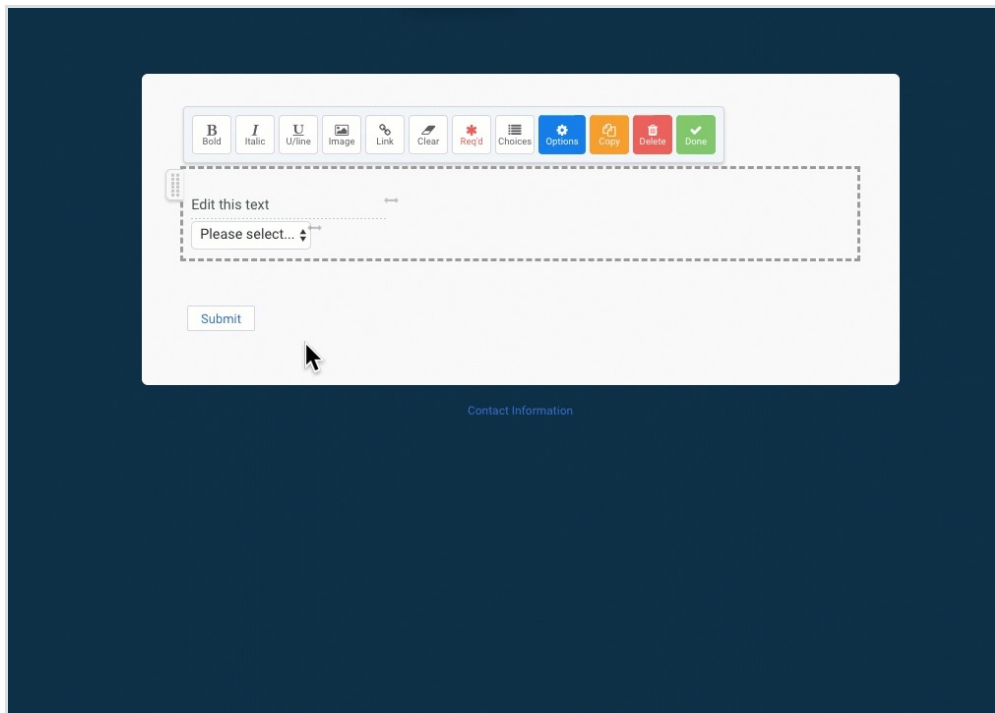 B I U
Bold Italic U/line Image Link Clear Req'd Choices Options Copy Delete Done
Edit this text
Please select...
Submit
Contact Information